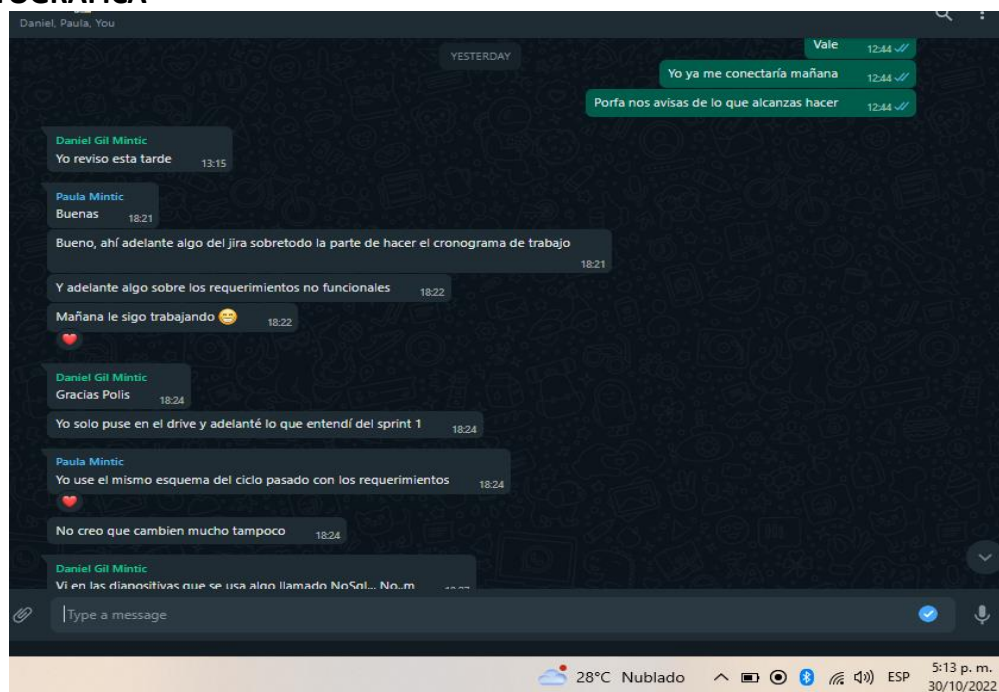 Daniel, Paula, You
YESTERDAY
Vale 12:44
Yo ya me conectaría mañana 12:44
Porfa nos avisas de lo que alcanzas hacer 12:44
Daniel Gil Mintic
Yo reviso esta tarde 13:15
Paula Mintic
Buenas 18:21
Bueno, ahí adelante algo del jira sobretodo la parte de hacer el cronograma de trabajo
18:21
Y adelante algo sobre los requerimientos no funcionales 18:22
Mañana le sigo trabajando 😁 18:22
Daniel Gil Mintic
Gracias Polis 18:24
Yo solo puse en el drive y adelanté lo que entendí del sprint 1 18:24
Paula Mintic
Yo use el mismo esquema del ciclo pasado con los requerimientos 18:24
No creo que cambien mucho tampoco 18:24
Daniel Gil Mintic
Vi en las diapositivas que se usa algo llamado NoSql... No..m
Type a message
28°C Nublado ESP 5:13 p. m.
30/10/2022